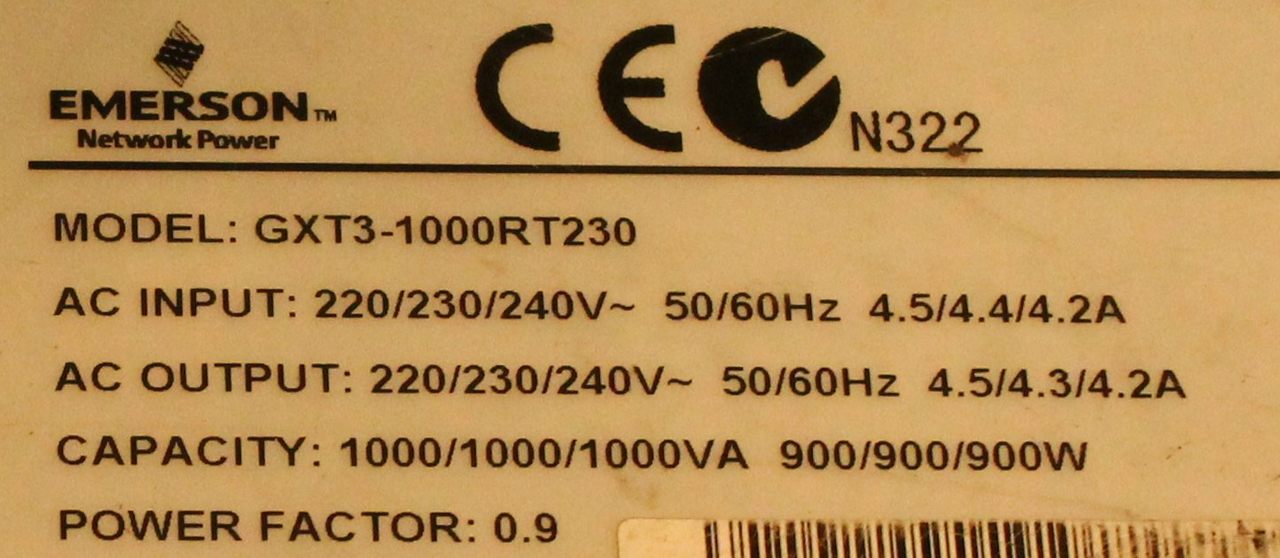 EMERSON™
Network Power
CE N322
MODEL: GXT3-1000RT230
AC INPUT: 220/230/240V~ 50/60Hz 4.5/4.4/4.2A
AC OUTPUT: 220/230/240V~ 50/60Hz 4.5/4.3/4.2A
CAPACITY: 1000/1000/1000VA 900/900/900W
POWER FACTOR: 0.9